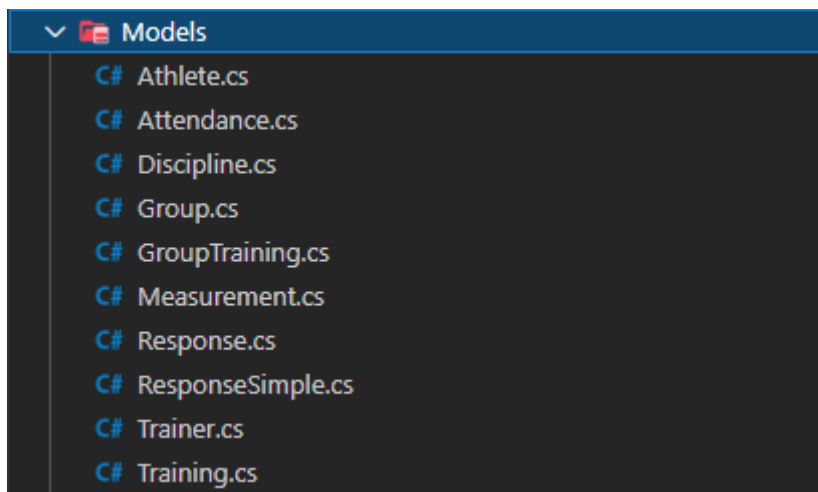 Models
C# Athlete.cs
C# Attendance.cs
C# Discipline.cs
C# Group.cs
C# GroupTraining.cs
C# Measurement.cs
C# Response.cs
C# ResponseSimple.cs
C# Trainer.cs
C# Training.cs